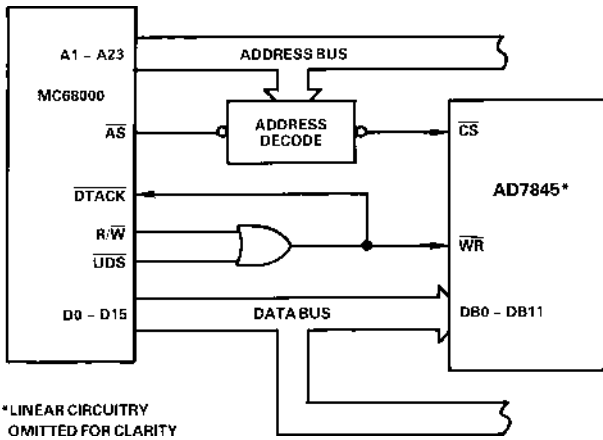 A1 – A23
ADDRESS BUS
MC68000
AS
ADDRESS
DECODE
CS
AD7845*
DTACK
R/W
UDS
WR
D0 – D15
DATA BUS
DB0 – DB11
*LINEAR CIRCUITRY
OMITTED FOR CLARITY